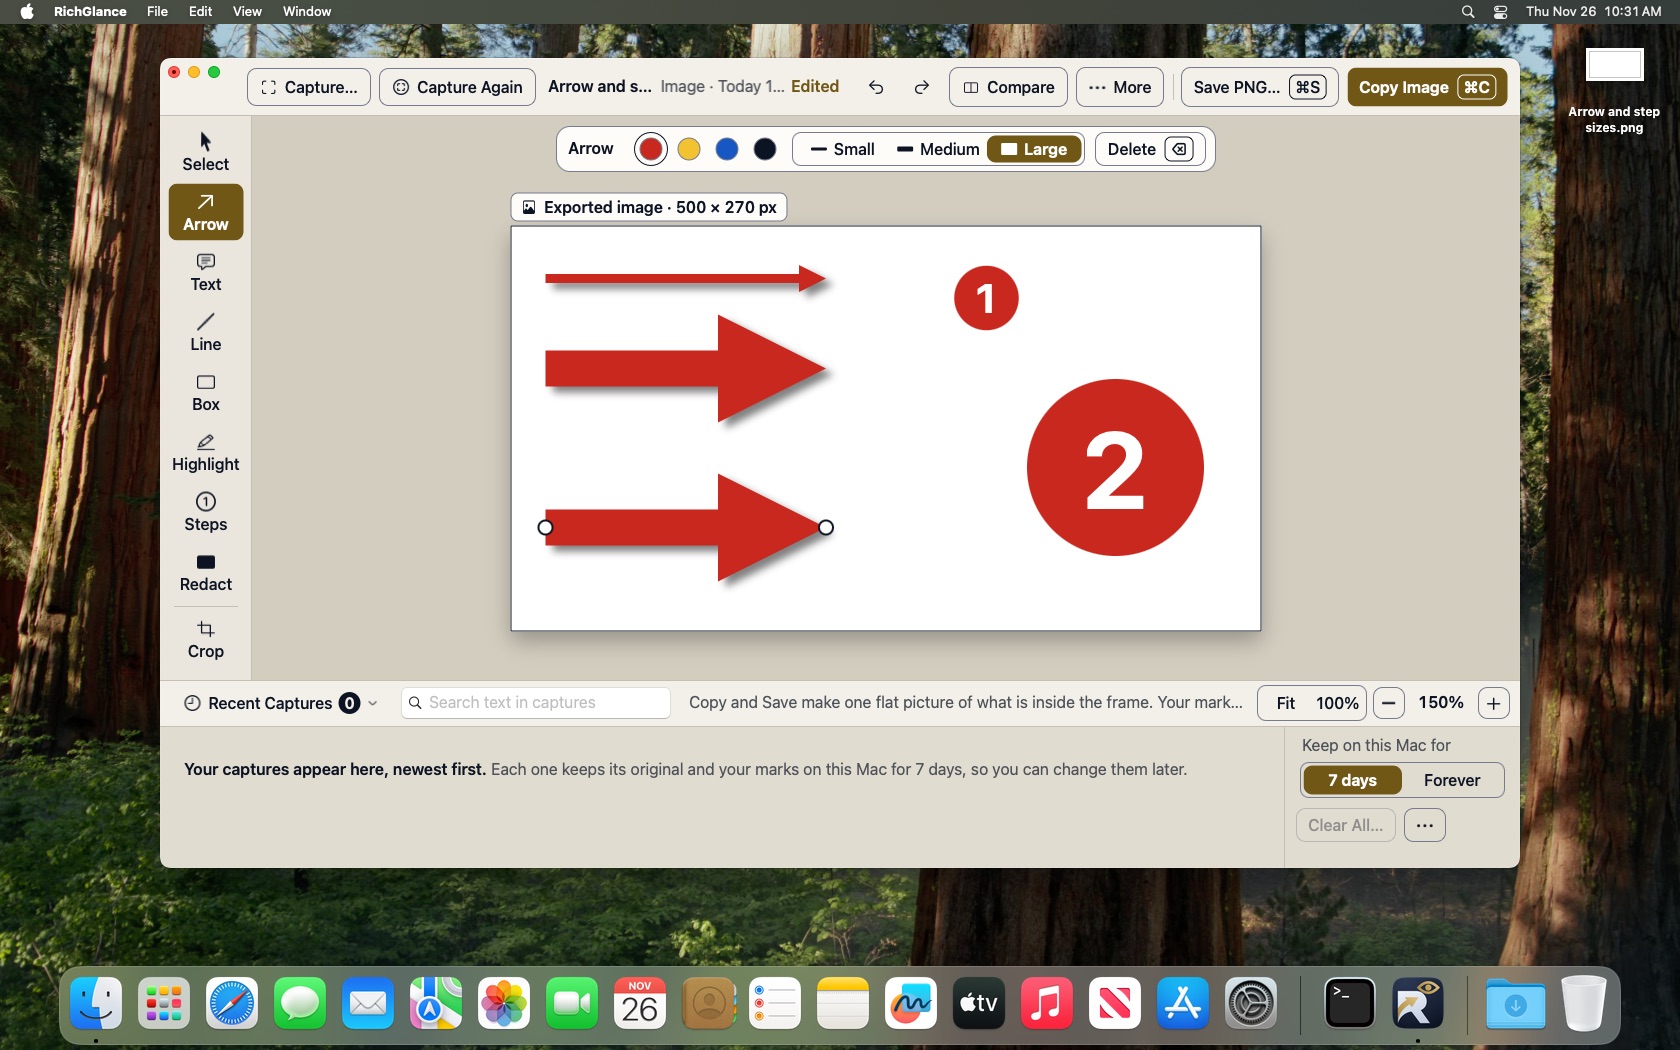 RichGlance File Edit View Window
Thu Nov 26 10:31 AM
Capture...
Capture Again
Arrow and s... Image · Today 1... Edited
Compare
More
Save PNG... ⌘S
Copy Image ⌘C
Arrow and step
sizes.png
Select
Arrow
Text
Line
Box
Highlight
1
Steps
Redact
Crop
Arrow
Small
Medium
Large
Delete
Exported image · 500 × 270 px
1
2
Recent Captures 0
Search text in captures
Copy and Save make one flat picture of what is inside the frame. Your mark...
Fit 100%
150%
Your captures appear here, newest first. Each one keeps its original and your marks on this Mac for 7 days, so you can change them later.
Keep on this Mac for
7 days Forever
Clear All...
NOV
26
tv
>_